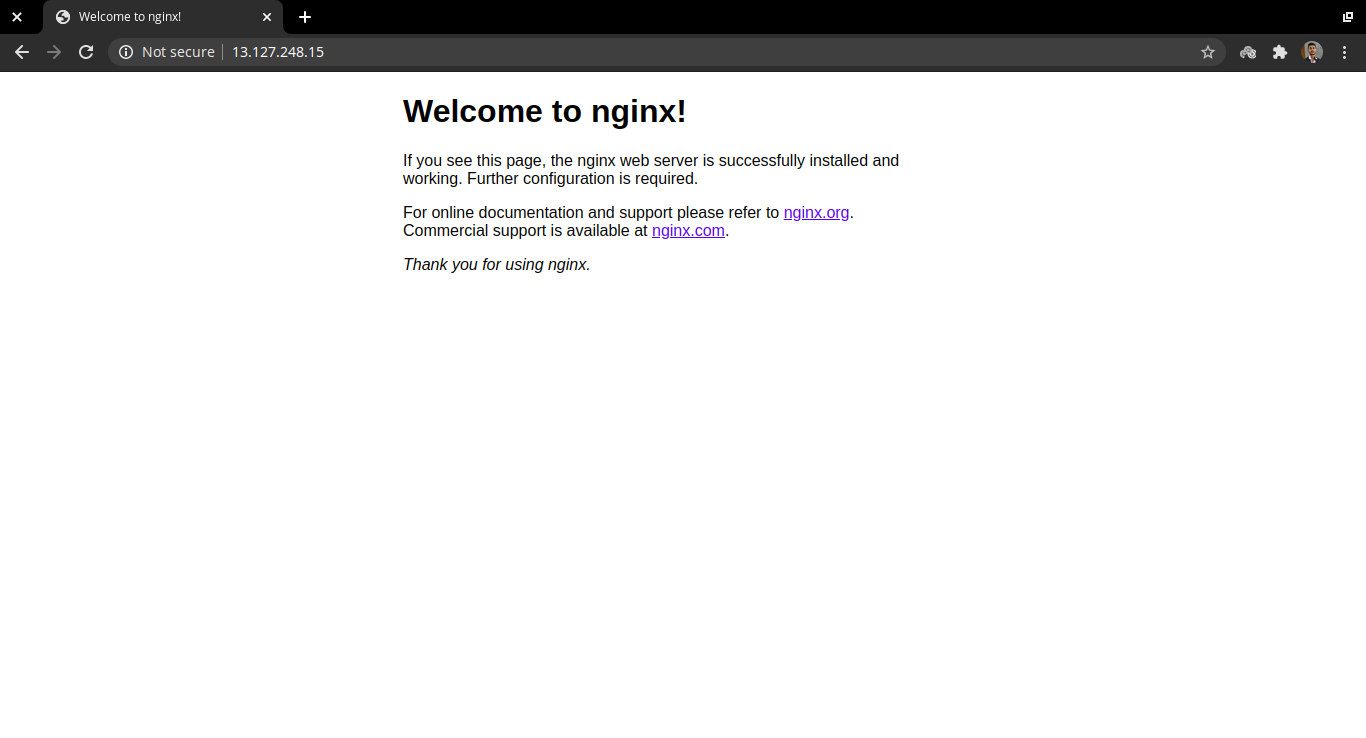 Welcome to nginx!
Not secure 13.127.248.15
Welcome to nginx!
If you see this page, the nginx web server is successfully installed and
working. Further configuration is required.
For online documentation and support please refer to nginx.org.
Commercial support is available at nginx.com.
Thank you for using nginx.